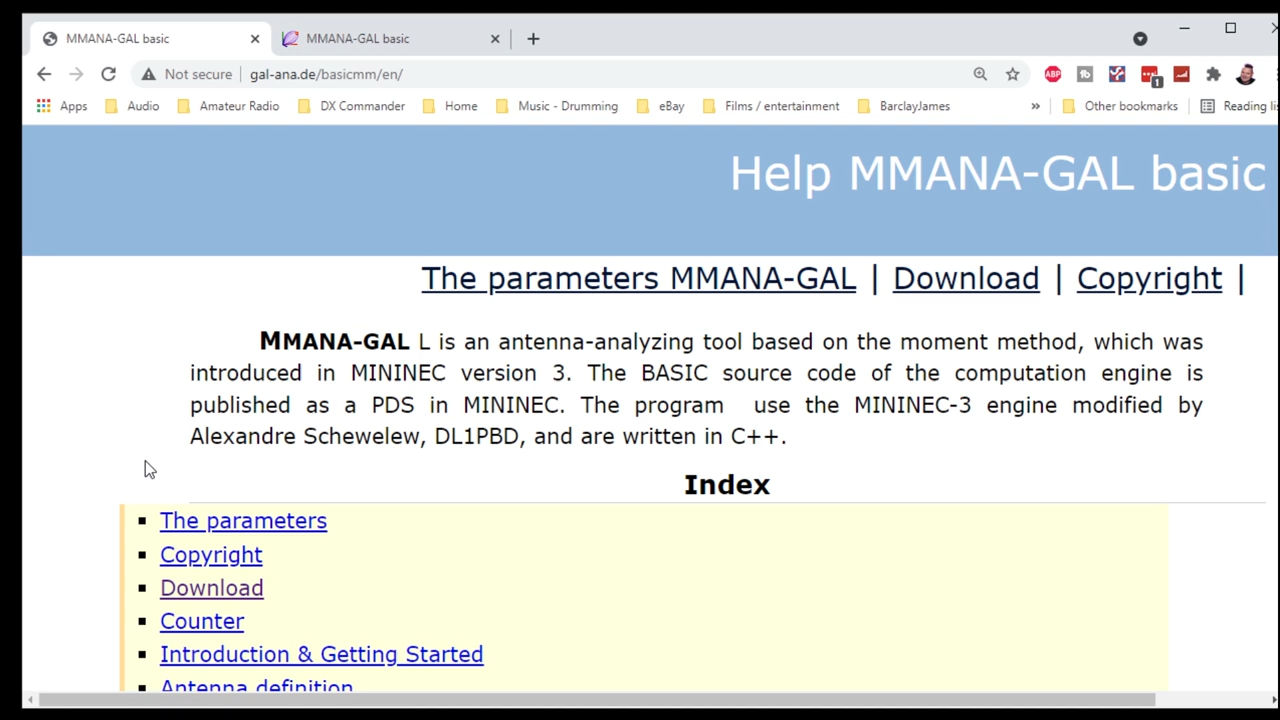 MMANA-GAL basic
MMANA-GAL basic
Not secure | gal-ana.de/basicmm/en/
ABP
1
Apps Audio Amateur Radio DX Commander Home Music - Drumming eBay Films / entertainment BarclayJames » Other bookmarks Reading lis
Help MMANA-GAL basic
The parameters MMANA-GAL | Download | Copyright |
MMANA-GAL L is an antenna-analyzing tool based on the moment method, which was
introduced in MININEC version 3. The BASIC source code of the computation engine is
published as a PDS in MININEC. The program use the MININEC-3 engine modified by
Alexandre Schewelew, DL1PBD, and are written in C++.
Index
The parameters
Copyright
Download
Counter
Introduction & Getting Started
Antenna definition